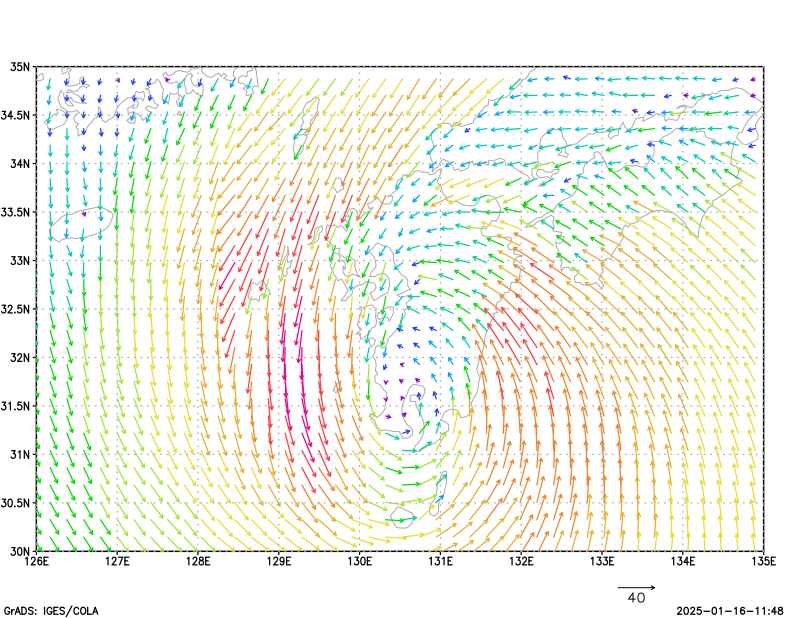 35N
34.5N
34N
33.5N
33N
32.5N
32N
31.5N
31N
30.5N
30N
126E 127E 128E 129E 130E 131E 132E 133E 134E 135E
40
GrADS: IGES/COLA 2025-01-16-11:48